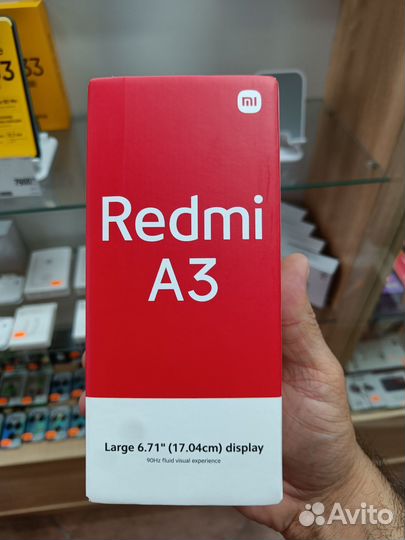 mi
Redmi
A3
Large 6.71" (17.04cm) display
90Hz fluid visual experience
Avito